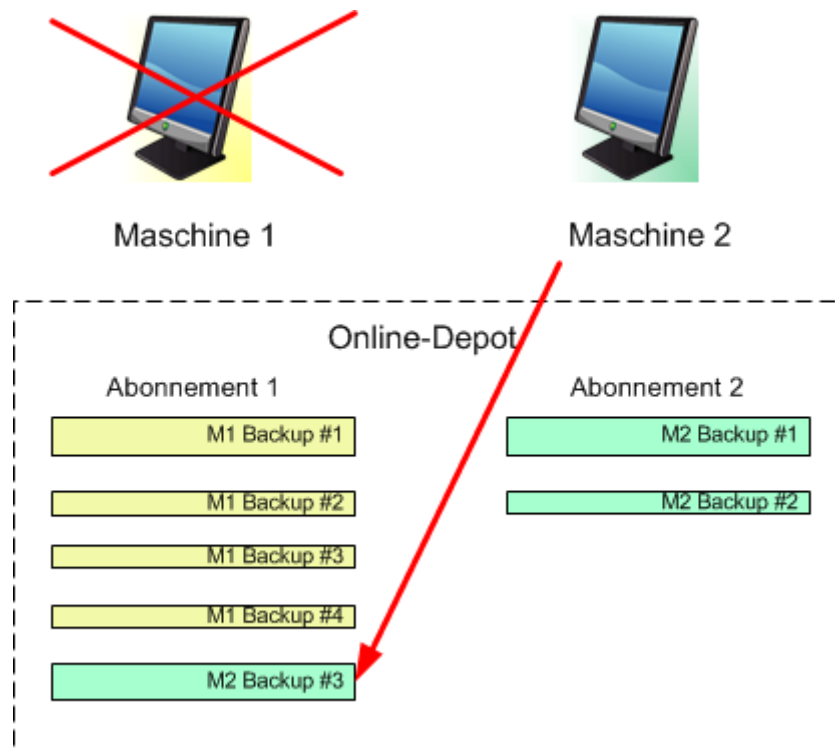 Maschine 1
Maschine 2
Online-Depot
Abonnement 1
M1 Backup #1
M1 Backup #2
M1 Backup #3
M1 Backup #4
M2 Backup #3
Abonnement 2
M2 Backup #1
M2 Backup #2